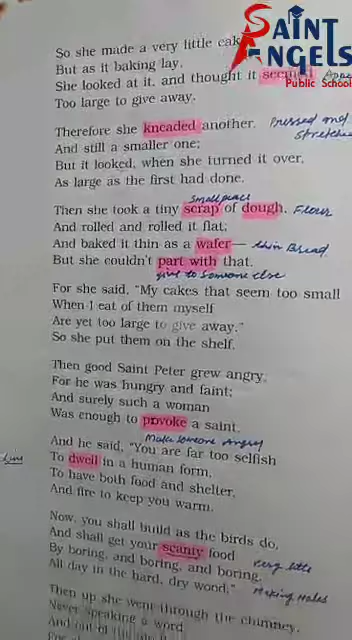 SAINT
ANGELS
Public School
So she made a very little
But as it baking lay,
She looked at it, and thought it seemed
Too large to give away.
Therefore she kneaded another, Pressed and
And still a smaller one;
But it looked, when she turned it over,
As large as the first had done.
small peace
Then she took a tiny scrap of dough, Flour
And rolled and rolled it flat;
And baked it thin as a wafer — thin Bread
But she couldn't part with that.
give to someone else
For she said, "My cakes that seem too small
When I eat of them myself
Are yet too large to give away."
So she put them on the shelf.
Then good Saint Peter grew angry,
For he was hungry and faint;
And surely such a woman
Was enough to provoke a saint.
Make someone Angry
And he said, "You are far too selfish
To dwell in a human form,
To have both food and shelter,
And fire to keep you warm.
Now, you shall build as the birds do,
And shall get your scanty food
Very little
By boring, and boring, and boring,
All day in the hard, dry wood."
Making Holes
Then up she went through the chimney,
Never speaking a word
And out of the